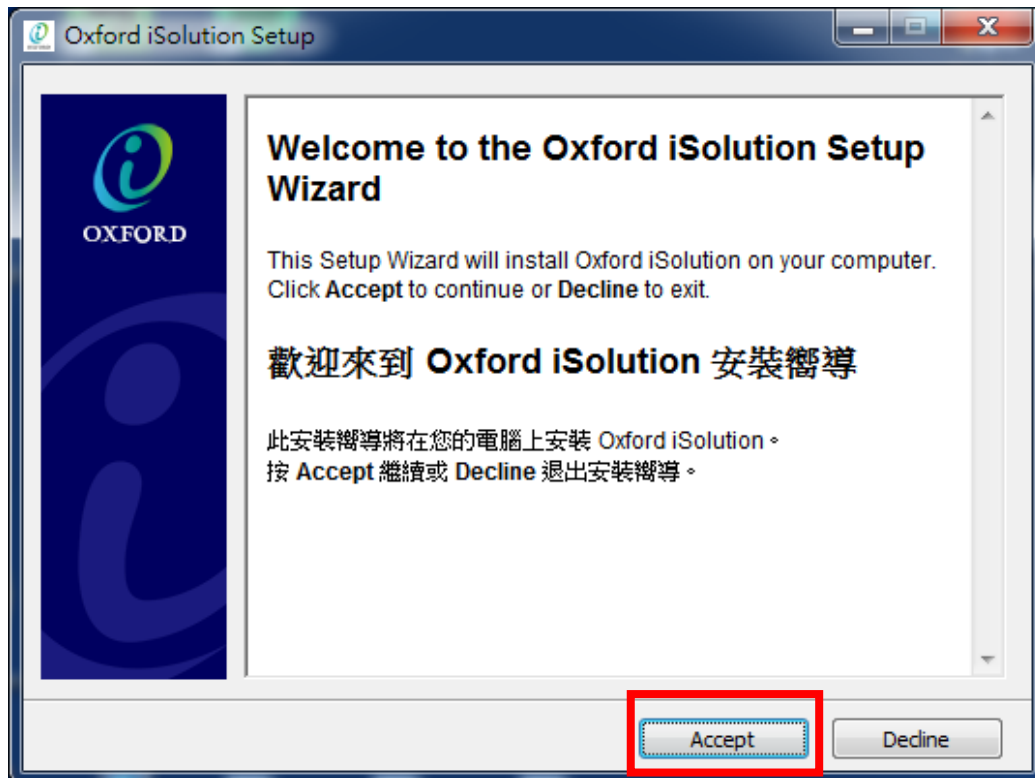 Oxford iSolution Setup
OXFORD
Welcome to the Oxford iSolution Setup
Wizard
This Setup Wizard will install Oxford iSolution on your computer.
Click Accept to continue or Decline to exit.
歡迎來到 Oxford iSolution 安裝嚮導
此安裝嚮導將在您的電腦上安裝 Oxford iSolution。
按 Accept 繼續或 Decline 退出安裝嚮導。
Accept
Decline